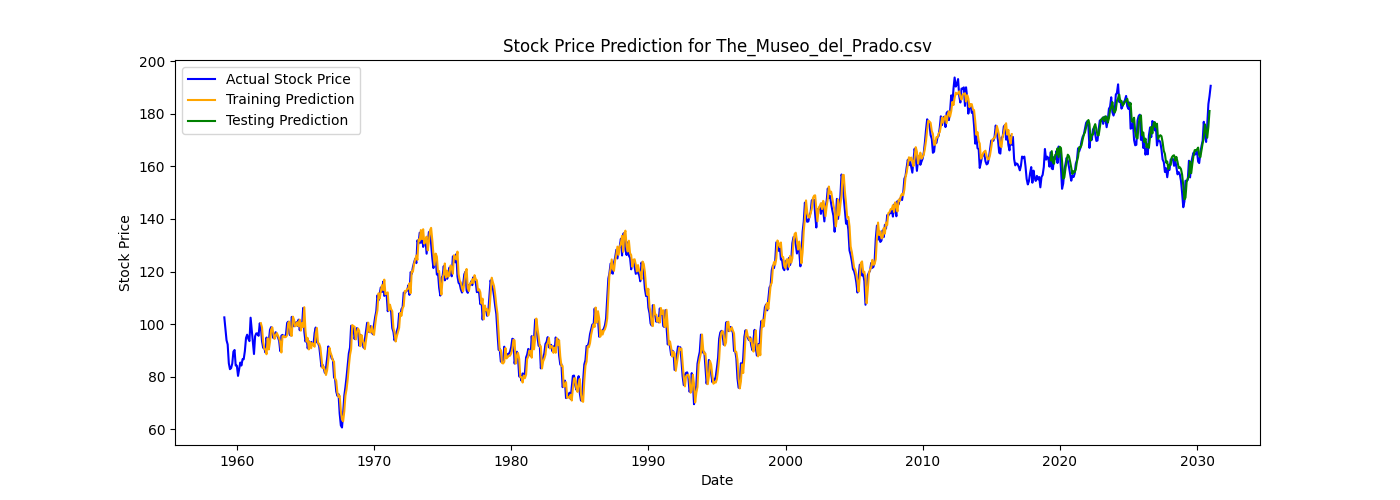 Stock Price Prediction for The_Museo_del_Prado.csv
Actual Stock Price
Training Prediction
Testing Prediction
200
180
160
140
120
100
80
60
Stock Price
1960 1970 1980 1990 2000 2010 2020 2030
Date